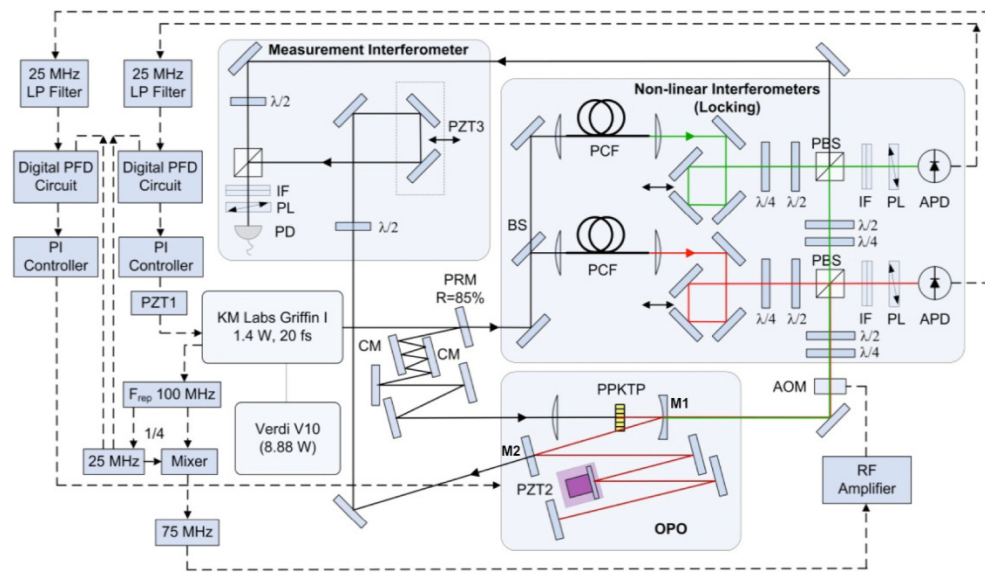 Measurement Interferometer
25 MHz
LP Filter
25 MHz
LP Filter
λ/2
PZT3
Non-linear Interferometers
(Locking)
PCF
PBS
λ/4
λ/2
IF
PL
APD
Digital PFD
Circuit
Digital PFD
Circuit
IF
PL
PD
λ/2
BS
λ/2
λ/4
PI
Controller
PI
Controller
PCF
PBS
PZT1
KM Labs Griffin I
1.4 W, 20 fs
PRM
R=85%
λ/4
λ/2
IF
PL
APD
λ/2
λ/4
CM
CM
Frep 100 MHz
Verdi V10
(8.88 W)
AOM
PPKTP
M1
1/4
25 MHz
Mixer
M2
PZT2
RF
Amplifier
75 MHz
OPO